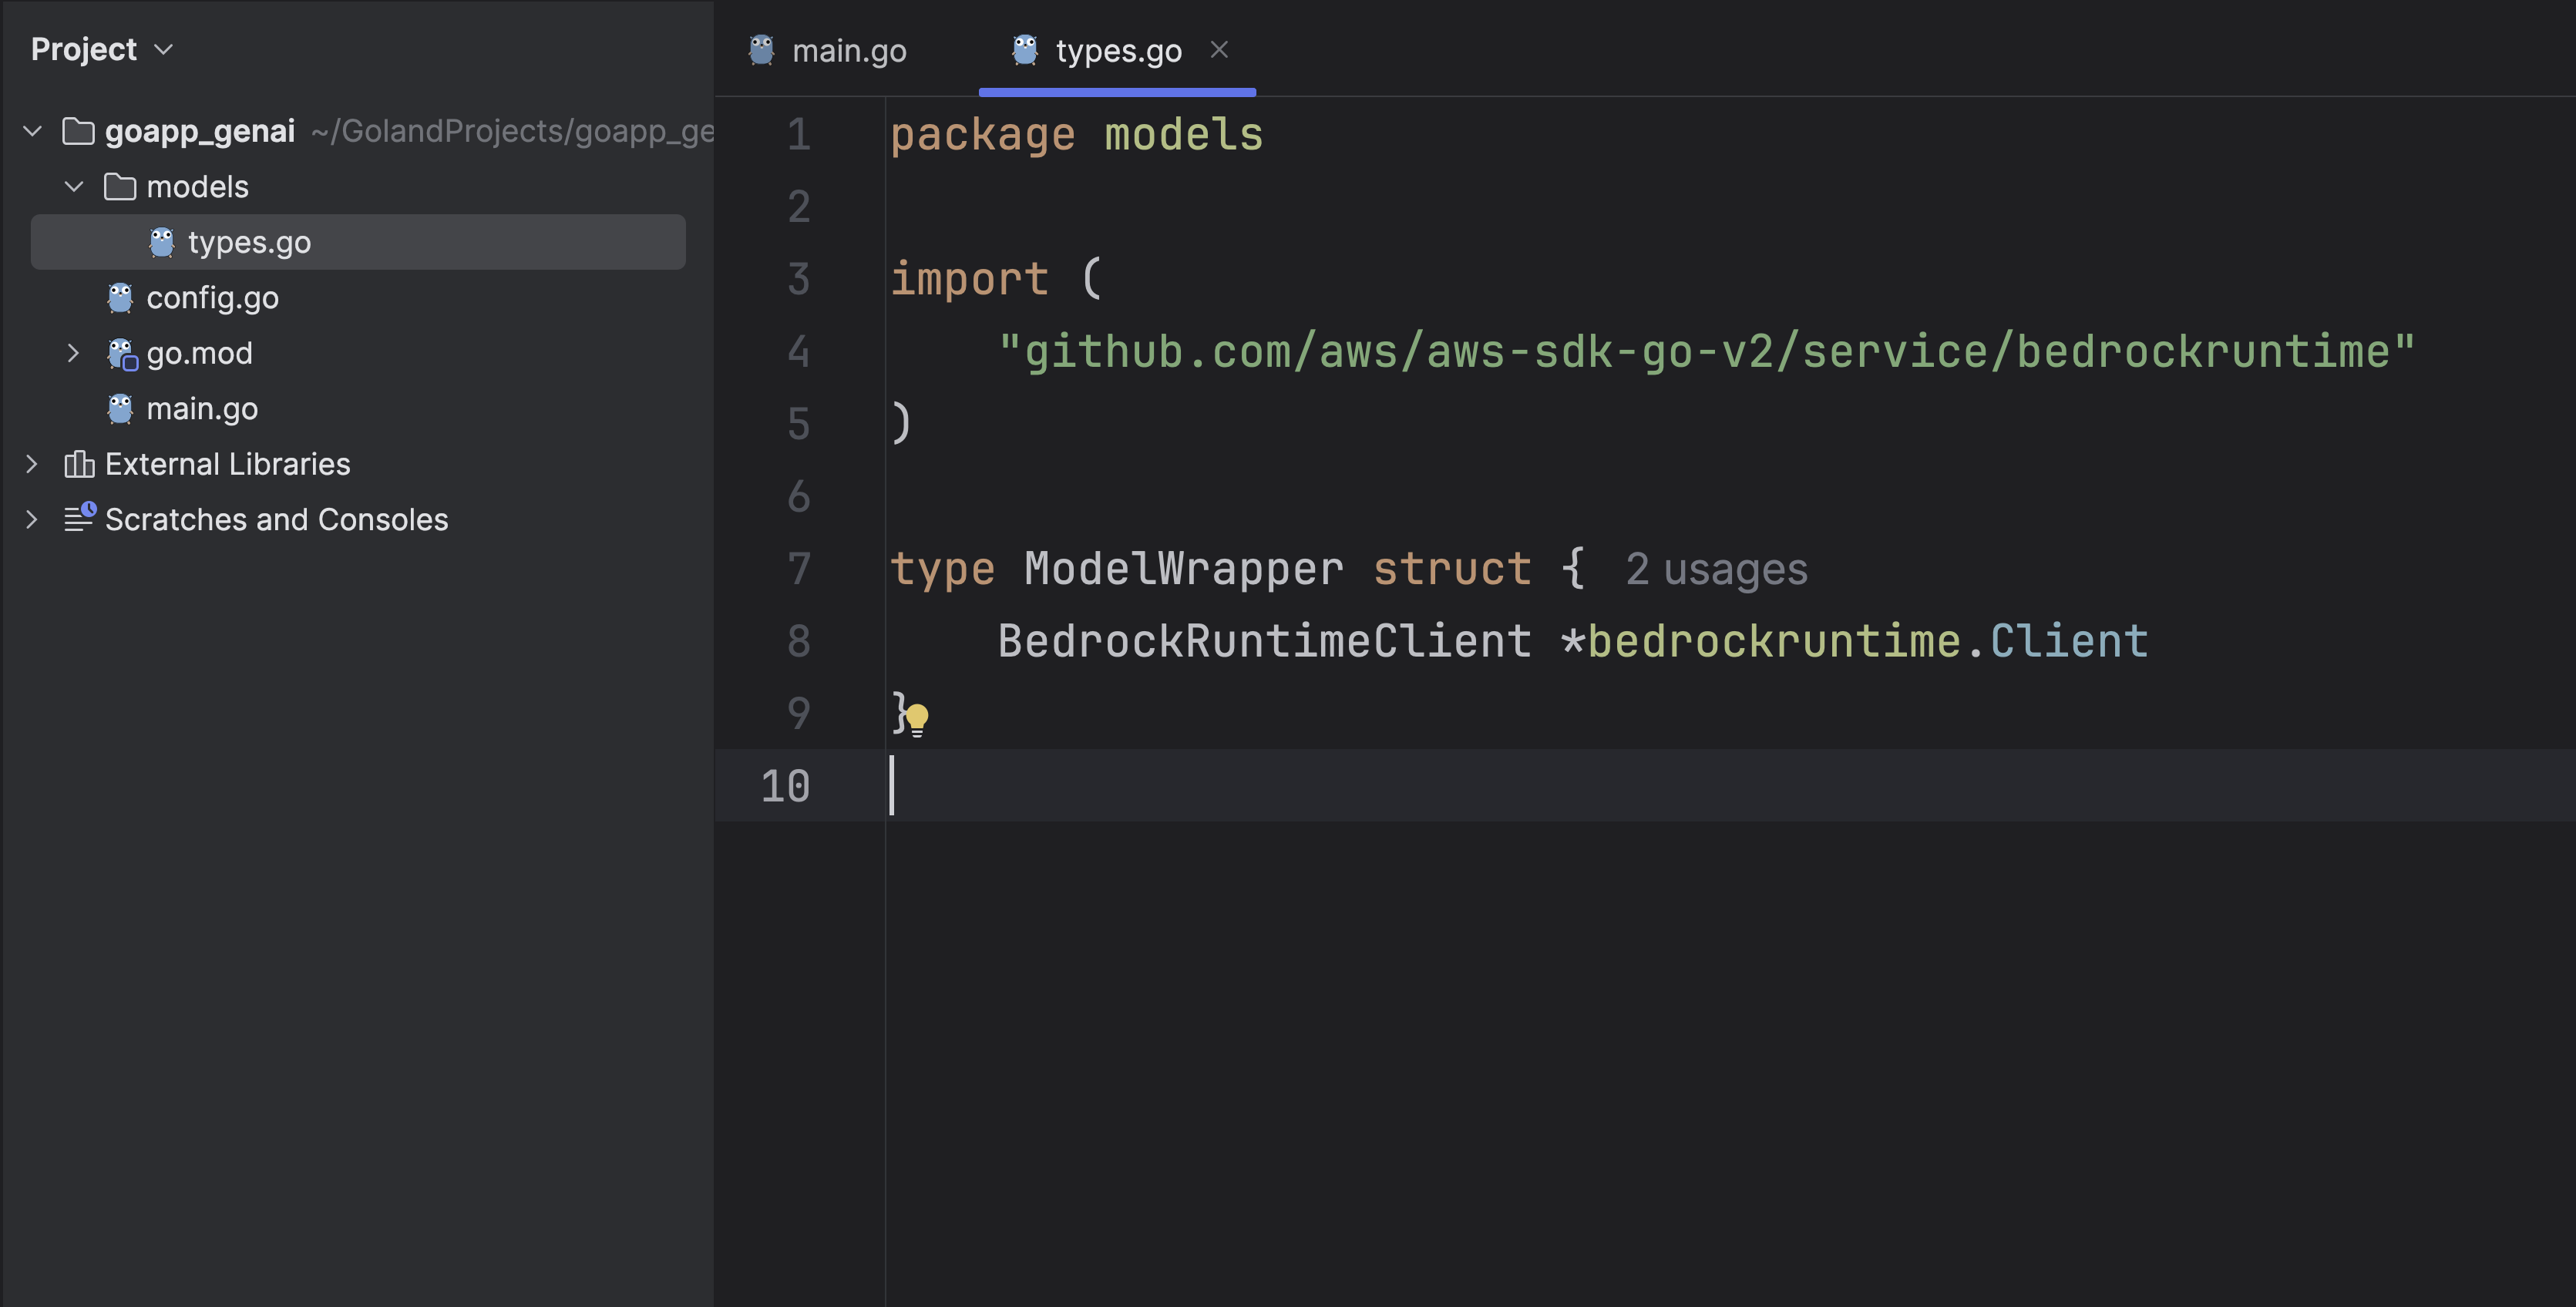 Project
goapp_genai ~/GolandProjects/goapp_ge
models
types.go
config.go
go.mod
main.go
External Libraries
Scratches and Consoles
main.go
types.go
1 package models
2
3 import (
4 "github.com/aws/aws-sdk-go-v2/service/bedrockruntime"
5 )
6
7 type ModelWrapper struct { 2 usages
8 BedrockRuntimeClient *bedrockruntime.Client
9 }
10